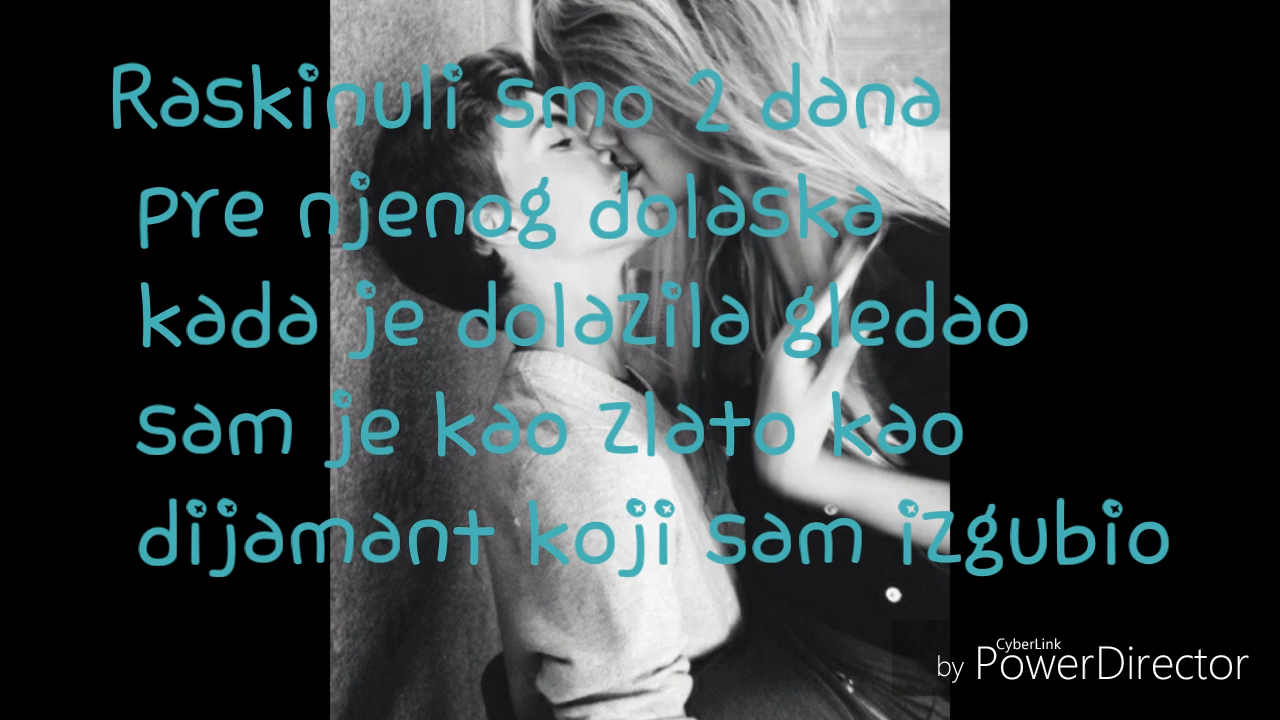 Raskinuli smo 2 dana
pre njenog dolaska
kada je dolazila gledao
sam je kao zlato kao
dijamant koji sam izgubio
CyberLink
by PowerDirector